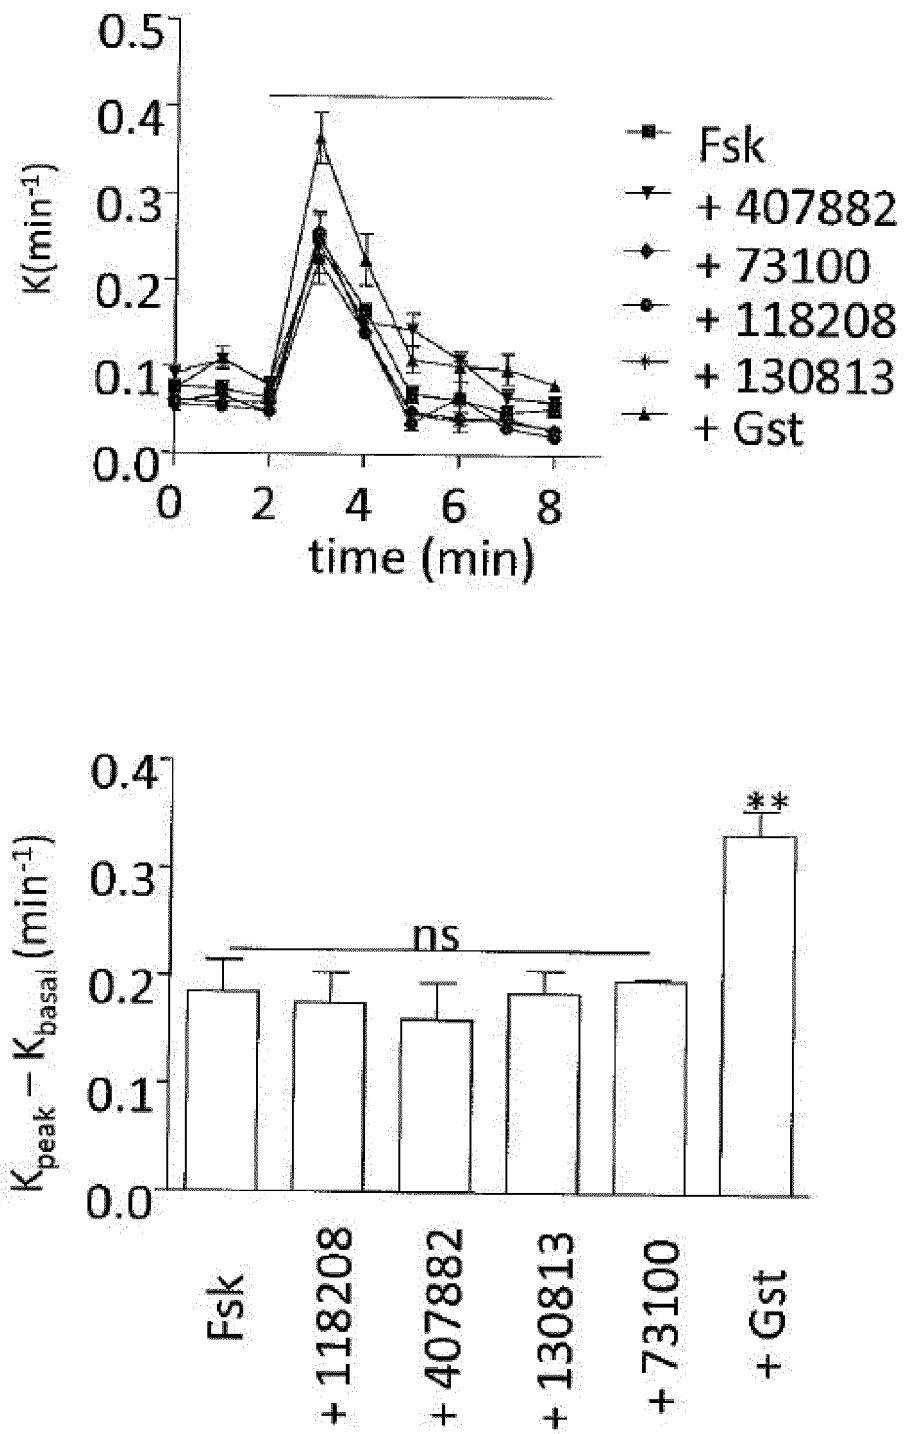 0.5
0.4
0.3
0.2
0.1
0.0
K(min⁻¹)
0 2 4 6 8
time (min)
Fsk
+ 407882
+ 73100
+ 118208
+ 130813
+ Gst
0.4
0.3
0.2
0.1
0.0
Kpeak – Kbasal (min⁻¹)
ns
**
Fsk
+ 118208
+ 407882
+ 130813
+ 73100
+ Gst